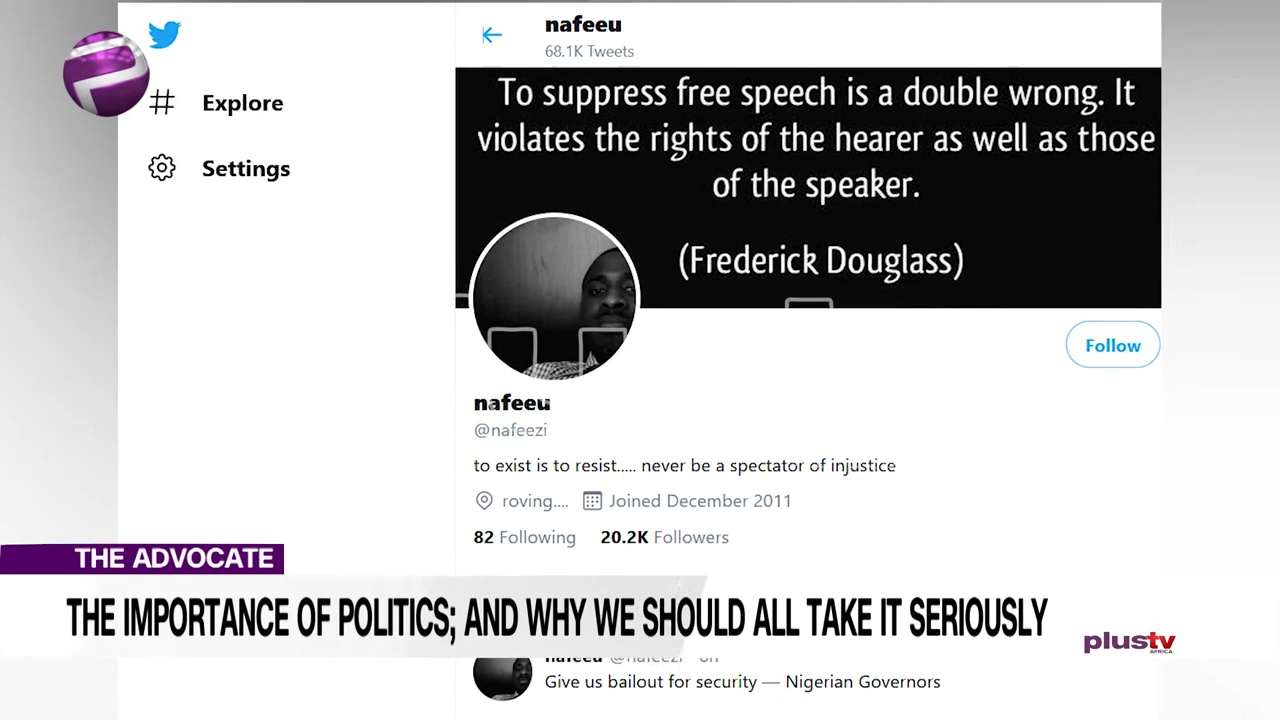 nafeeu
68.1K Tweets
Explore
Settings
To suppress free speech is a double wrong. It
violates the rights of the hearer as well as those
of the speaker.
(Frederick Douglass)
Follow
nafeeu
@nafeezi
to exist is to resist..... never be a spectator of injustice
roving.... Joined December 2011
82 Following 20.2K Followers
THE ADVOCATE
THE IMPORTANCE OF POLITICS; AND WHY WE SHOULD ALL TAKE IT SERIOUSLY
plustv
AFRICA
nafeeu @nafeezi
Give us bailout for security — Nigerian Governors